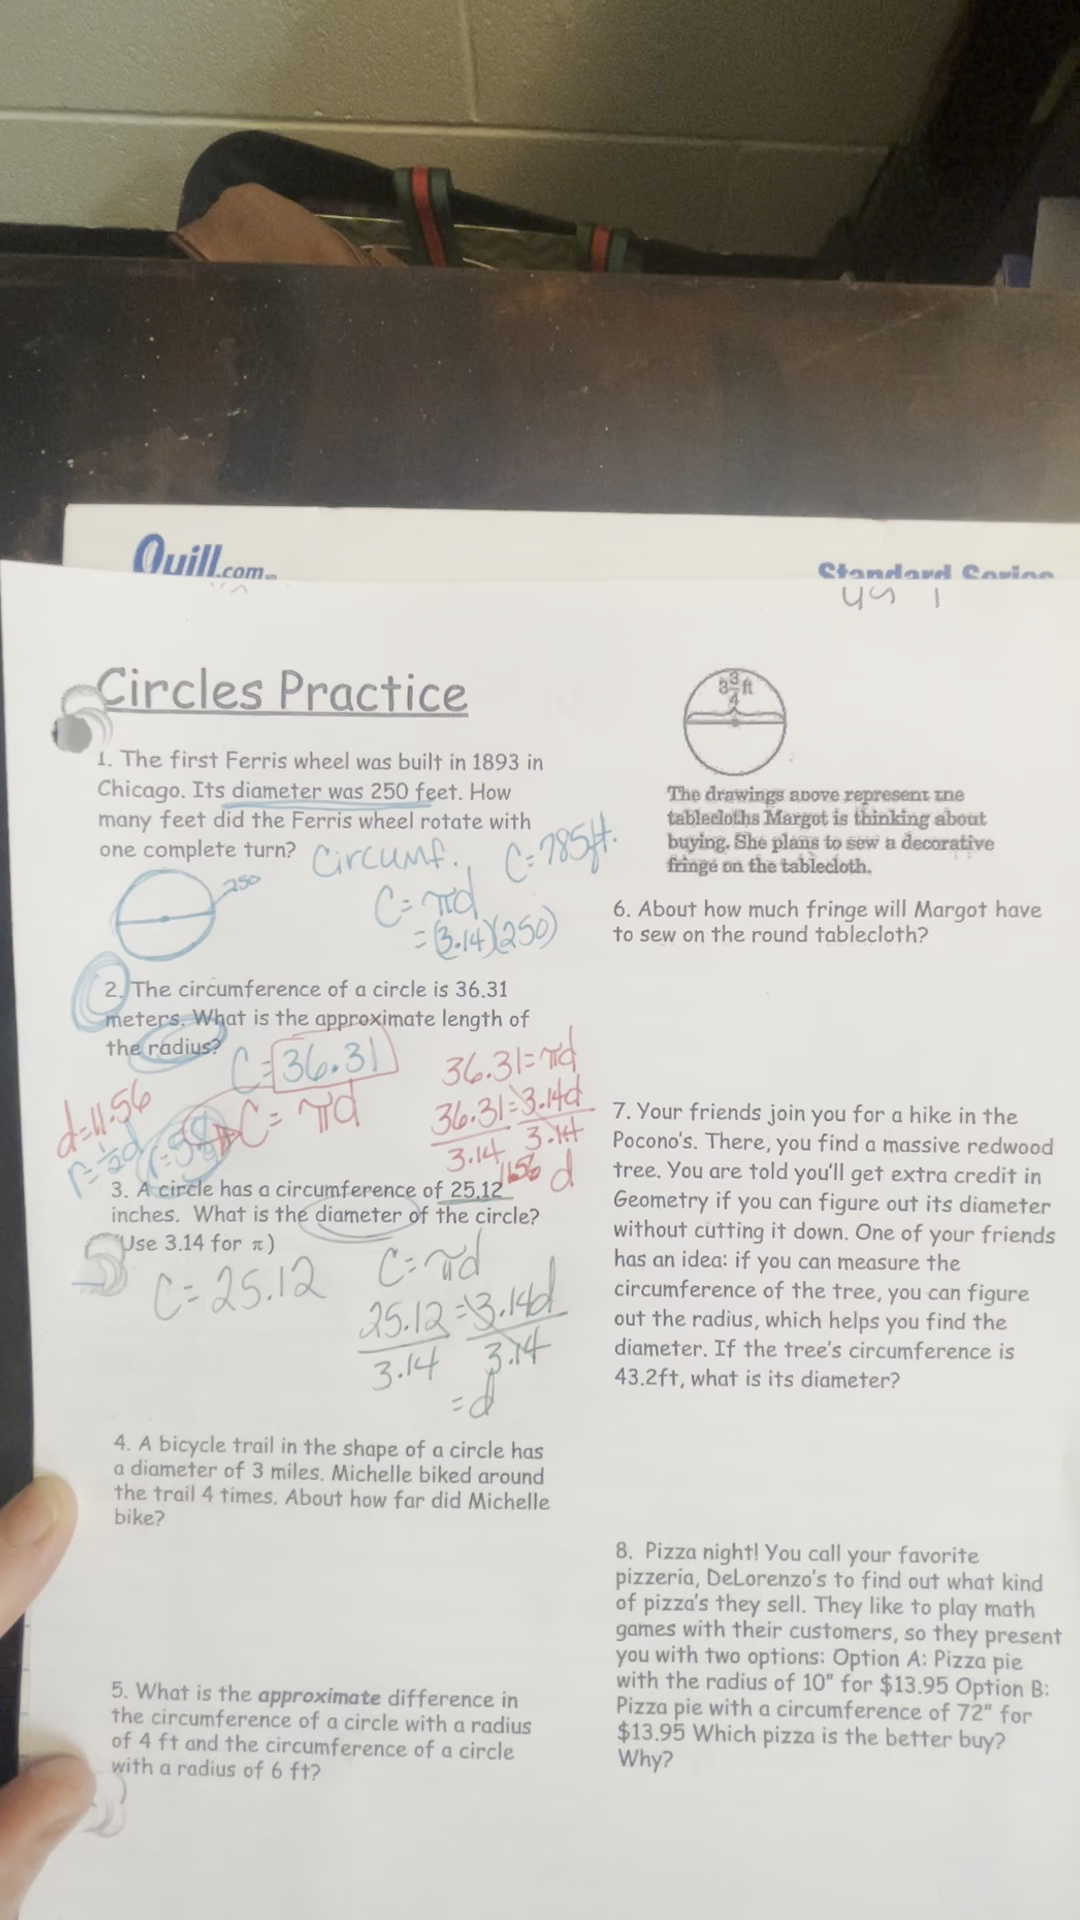 Quill.com
Standard Series
Circles Practice
1. The first Ferris wheel was built in 1893 in
Chicago. Its diameter was 250 feet. How
many feet did the Ferris wheel rotate with
one complete turn?
Circumf.
C=785ft.
250
C=πd
=(3.14)(250)
2. The circumference of a circle is 36.31
meters. What is the approximate length of
the radius?
C=36.31
C=πd
d=11.56
r=½d
36.31=πd
36.31=3.14d
3.14 3.14
11.56 d
3. A circle has a circumference of 25.12
inches. What is the diameter of the circle?
Use 3.14 for π)
C=25.12
C=πd
25.12=3.14d
3.14 3.14
=d
4. A bicycle trail in the shape of a circle has
a diameter of 3 miles. Michelle biked around
the trail 4 times. About how far did Michelle
bike?
5. What is the approximate difference in
the circumference of a circle with a radius
of 4 ft and the circumference of a circle
with a radius of 6 ft?
3 3/4 ft
The drawings above represent the
tablecloths Margot is thinking about
buying. She plans to sew a decorative
fringe on the tablecloth.
6. About how much fringe will Margot have
to sew on the round tablecloth?
7. Your friends join you for a hike in the
Pocono's. There, you find a massive redwood
tree. You are told you'll get extra credit in
Geometry if you can figure out its diameter
without cutting it down. One of your friends
has an idea: if you can measure the
circumference of the tree, you can figure
out the radius, which helps you find the
diameter. If the tree's circumference is
43.2ft, what is its diameter?
8. Pizza night! You call your favorite
pizzeria, DeLorenzo's to find out what kind
of pizza's they sell. They like to play math
games with their customers, so they present
you with two options: Option A: Pizza pie
with the radius of 10" for $13.95 Option B:
Pizza pie with a circumference of 72" for
$13.95 Which pizza is the better buy?
Why?